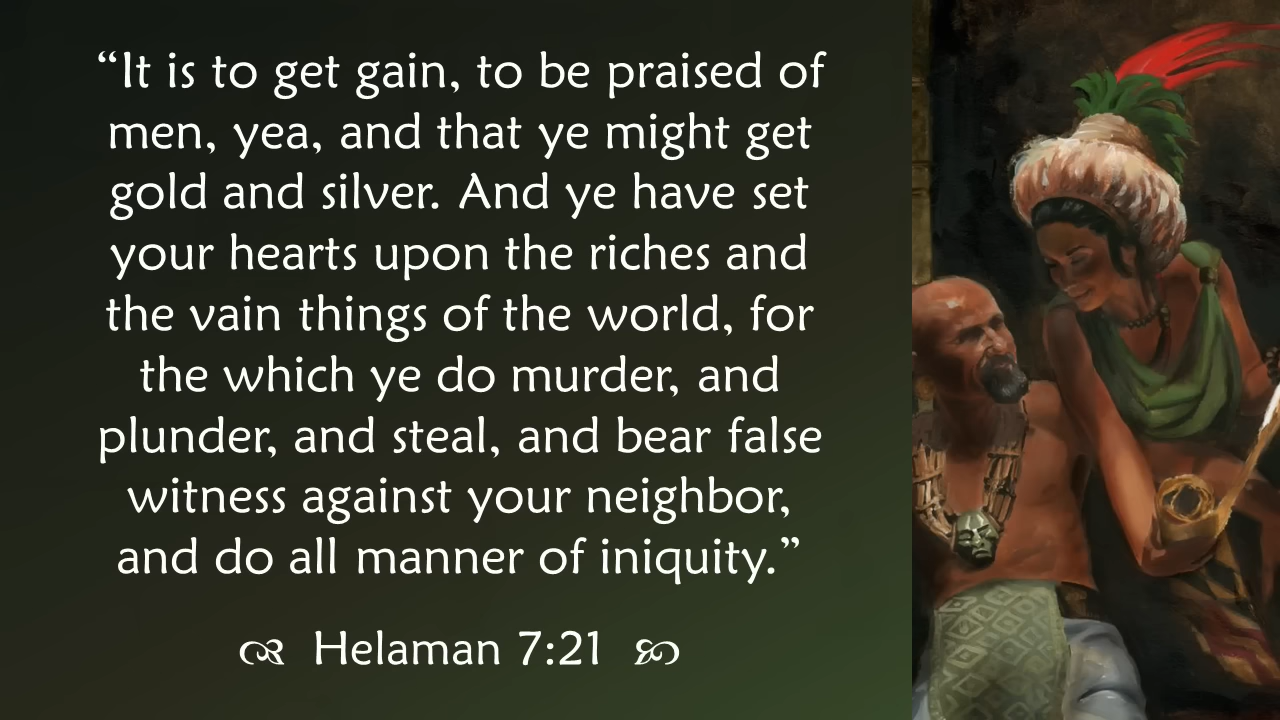 “It is to get gain, to be praised of
men, yea, and that ye might get
gold and silver. And ye have set
your hearts upon the riches and
the vain things of the world, for
the which ye do murder, and
plunder, and steal, and bear false
witness against your neighbor,
and do all manner of iniquity.”
Helaman 7:21